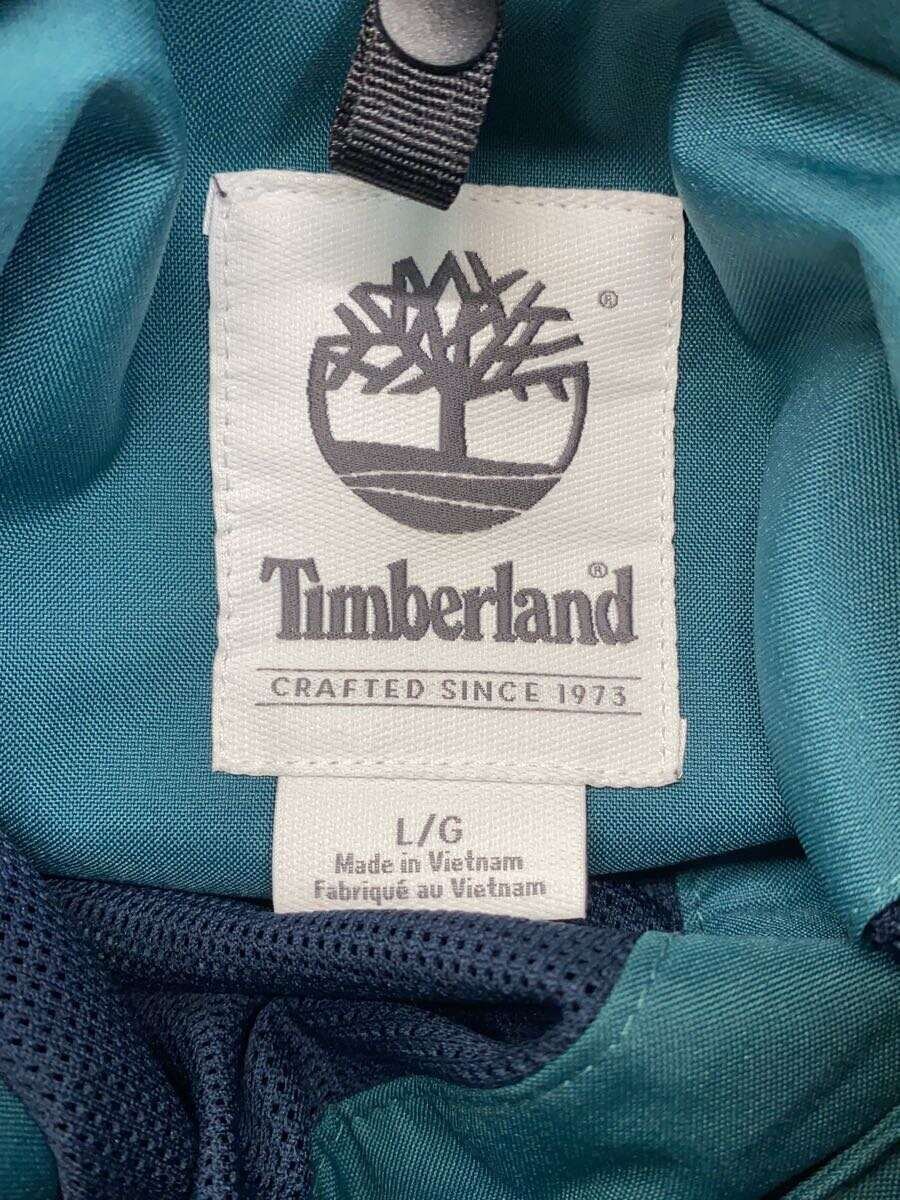 ®
Timberland®
CRAFTED SINCE 1973
L/G
Made in Vietnam
Fabriqué au Vietnam